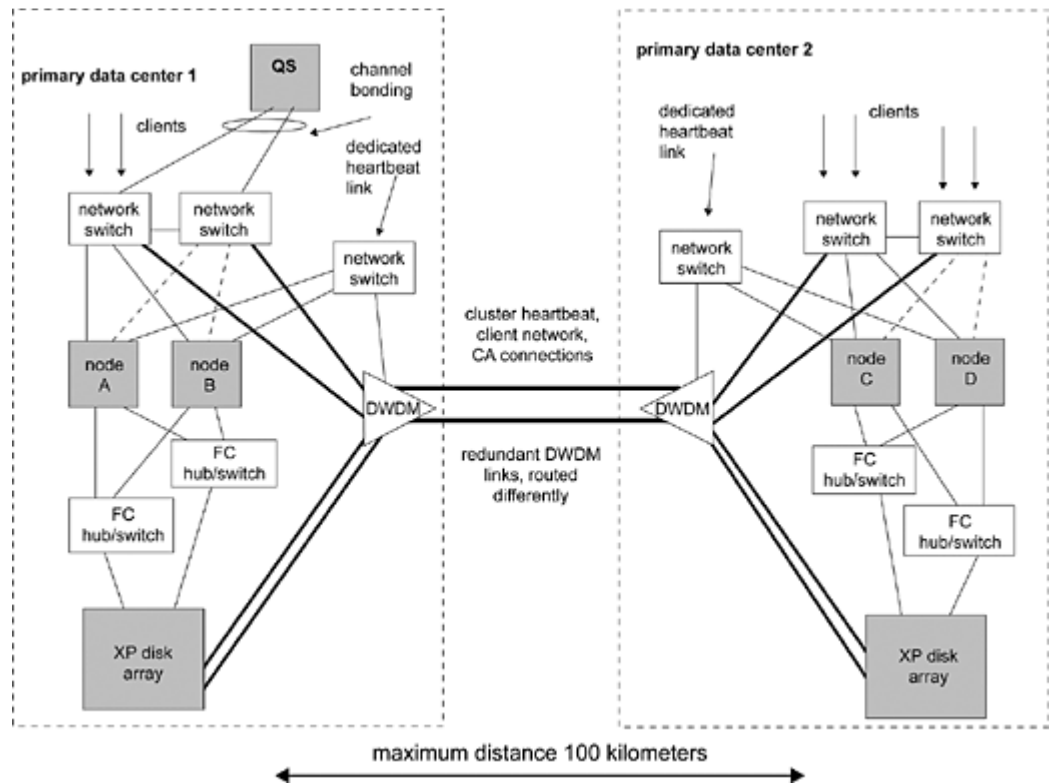 primary data center 1
QS
channel
bonding
clients
dedicated
heartbeat
link
network
switch
network
switch
network
switch
node
A
node
B
DWDM
FC
hub/switch
FC
hub/switch
XP disk
array
cluster heartbeat,
client network,
CA connections
redundant DWDM
links, routed
differently
primary data center 2
dedicated
heartbeat
link
clients
network
switch
network
switch
network
switch
DWDM
node
C
node
D
FC
hub/switch
FC
hub/switch
XP disk
array
maximum distance 100 kilometers